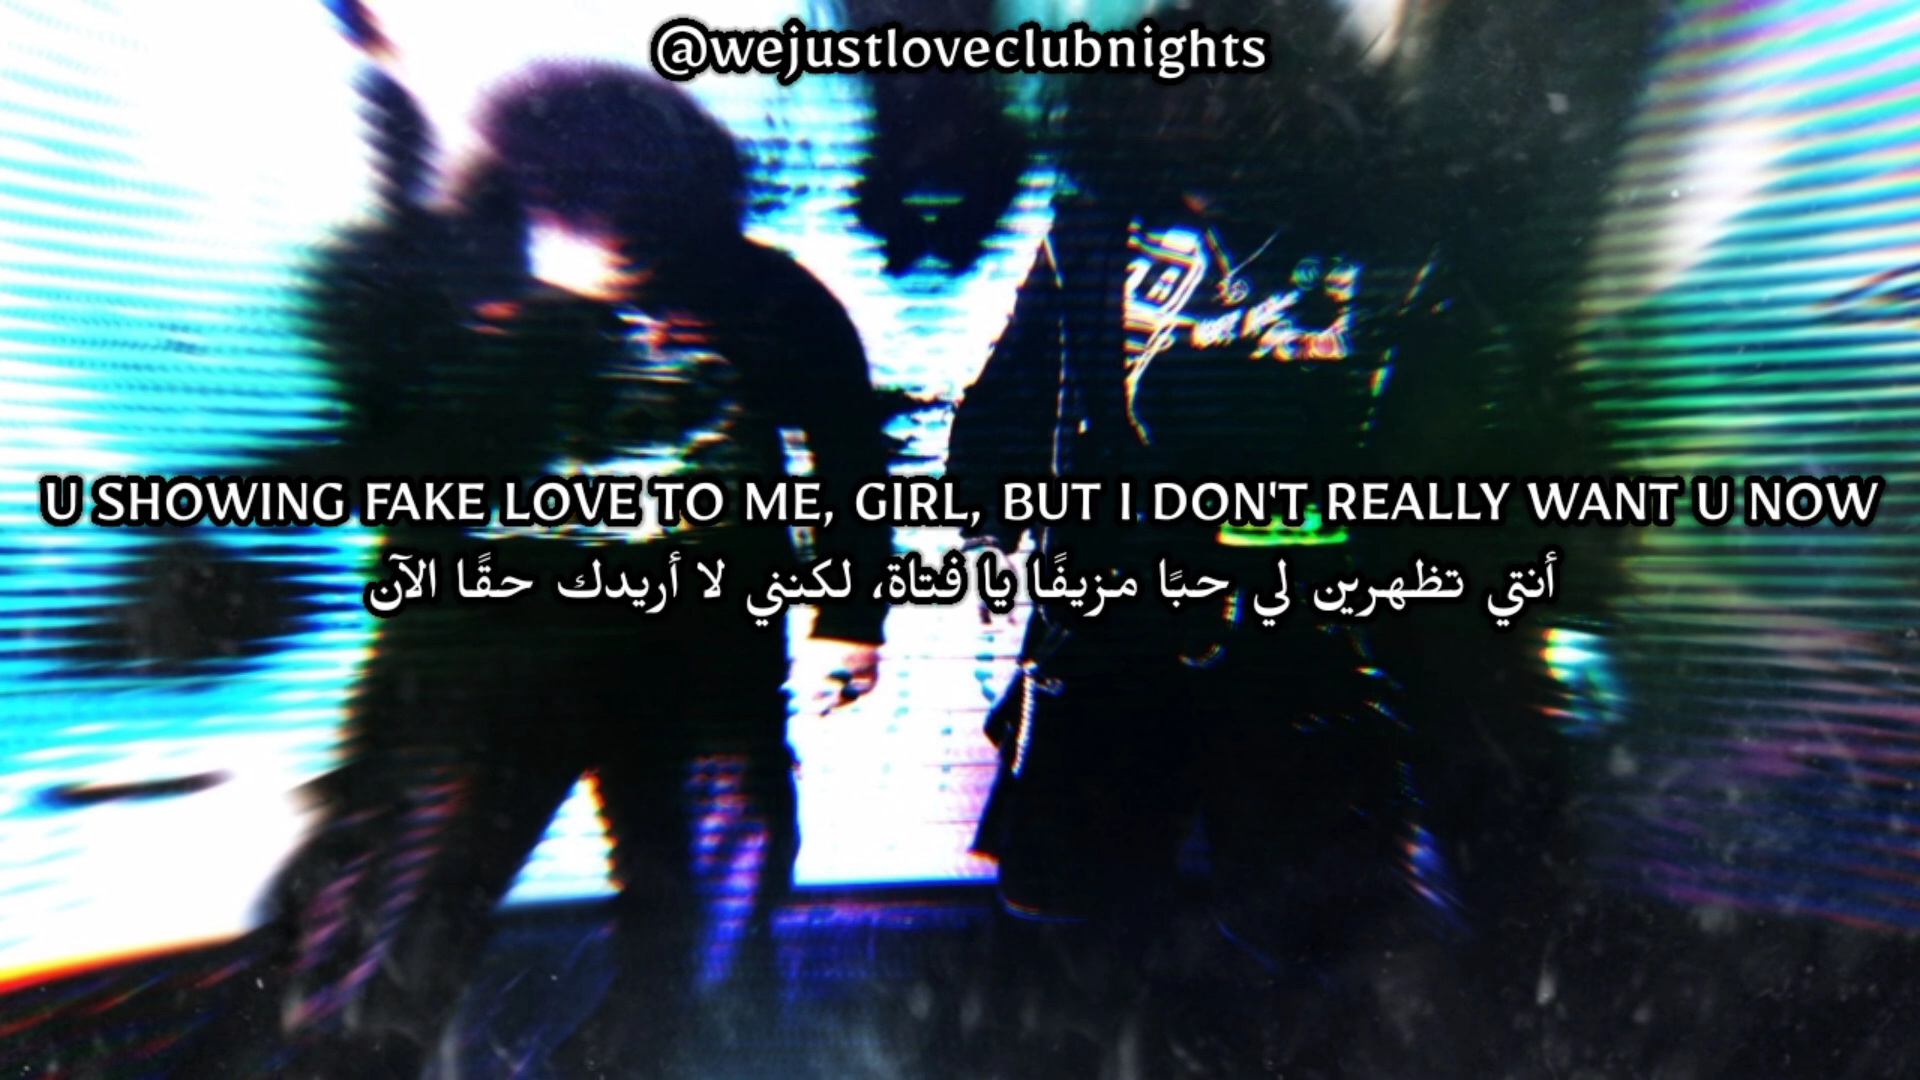 @wejustloveclubnights
U SHOWING FAKE LOVE TO ME, GIRL, BUT I DON'T REALLY WANT U NOW
أنتي تظهرين لي حبًا مزيفًا يا فتاة، لكنني لا أريدك حقًا الآن